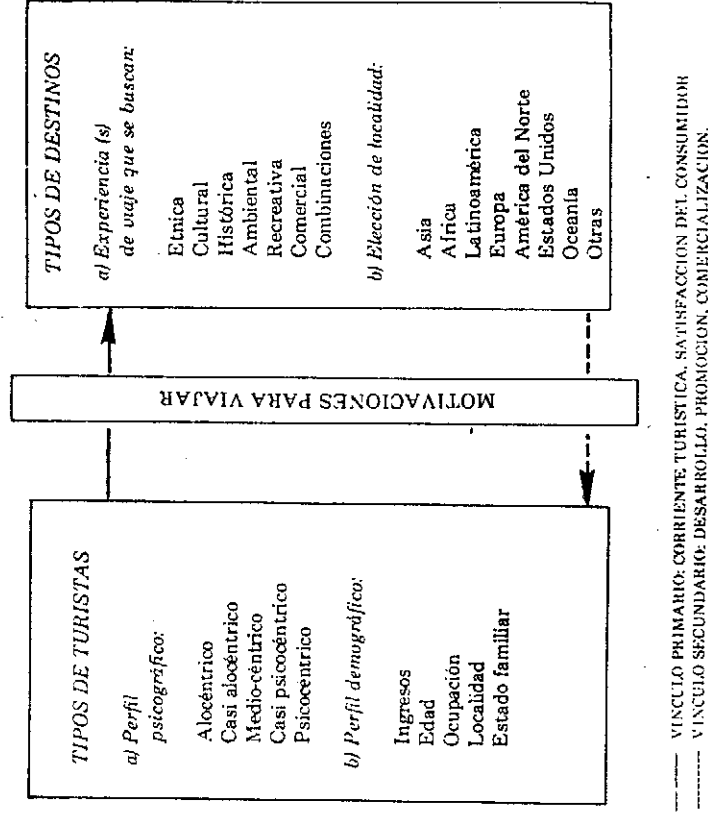 TIPOS DE TURISTAS
a) Perfil
psicográfico:
Alocéntrico
Casi alocéntrico
Medio-céntrico
Casi psicocéntrico
Psicocentrico
b) Perfil demográfico:
Ingresos
Edad
Ocupación
Localidad
Estado familiar
MOTIVACIONES PARA VIAJAR
TIPOS DE DESTINOS
a) Experiencia (s)
de viaje que se buscan:
Etnica
Cultural
Histórica
Ambiental
Recreativa
Comercial
Combinaciones
b) Elección de localidad:
Asia
Africa
Latinoamérica
Europa
América del Norte
Estados Unidos
Oceanía
Otras
VINCULO PRIMARIO: CORRIENTE TURISTICA, SATISFACCION DEL CONSUMIDOR
VINCULO SECUNDARIO: DESARROLLO, PROMOCION, COMERCIALIZACION.